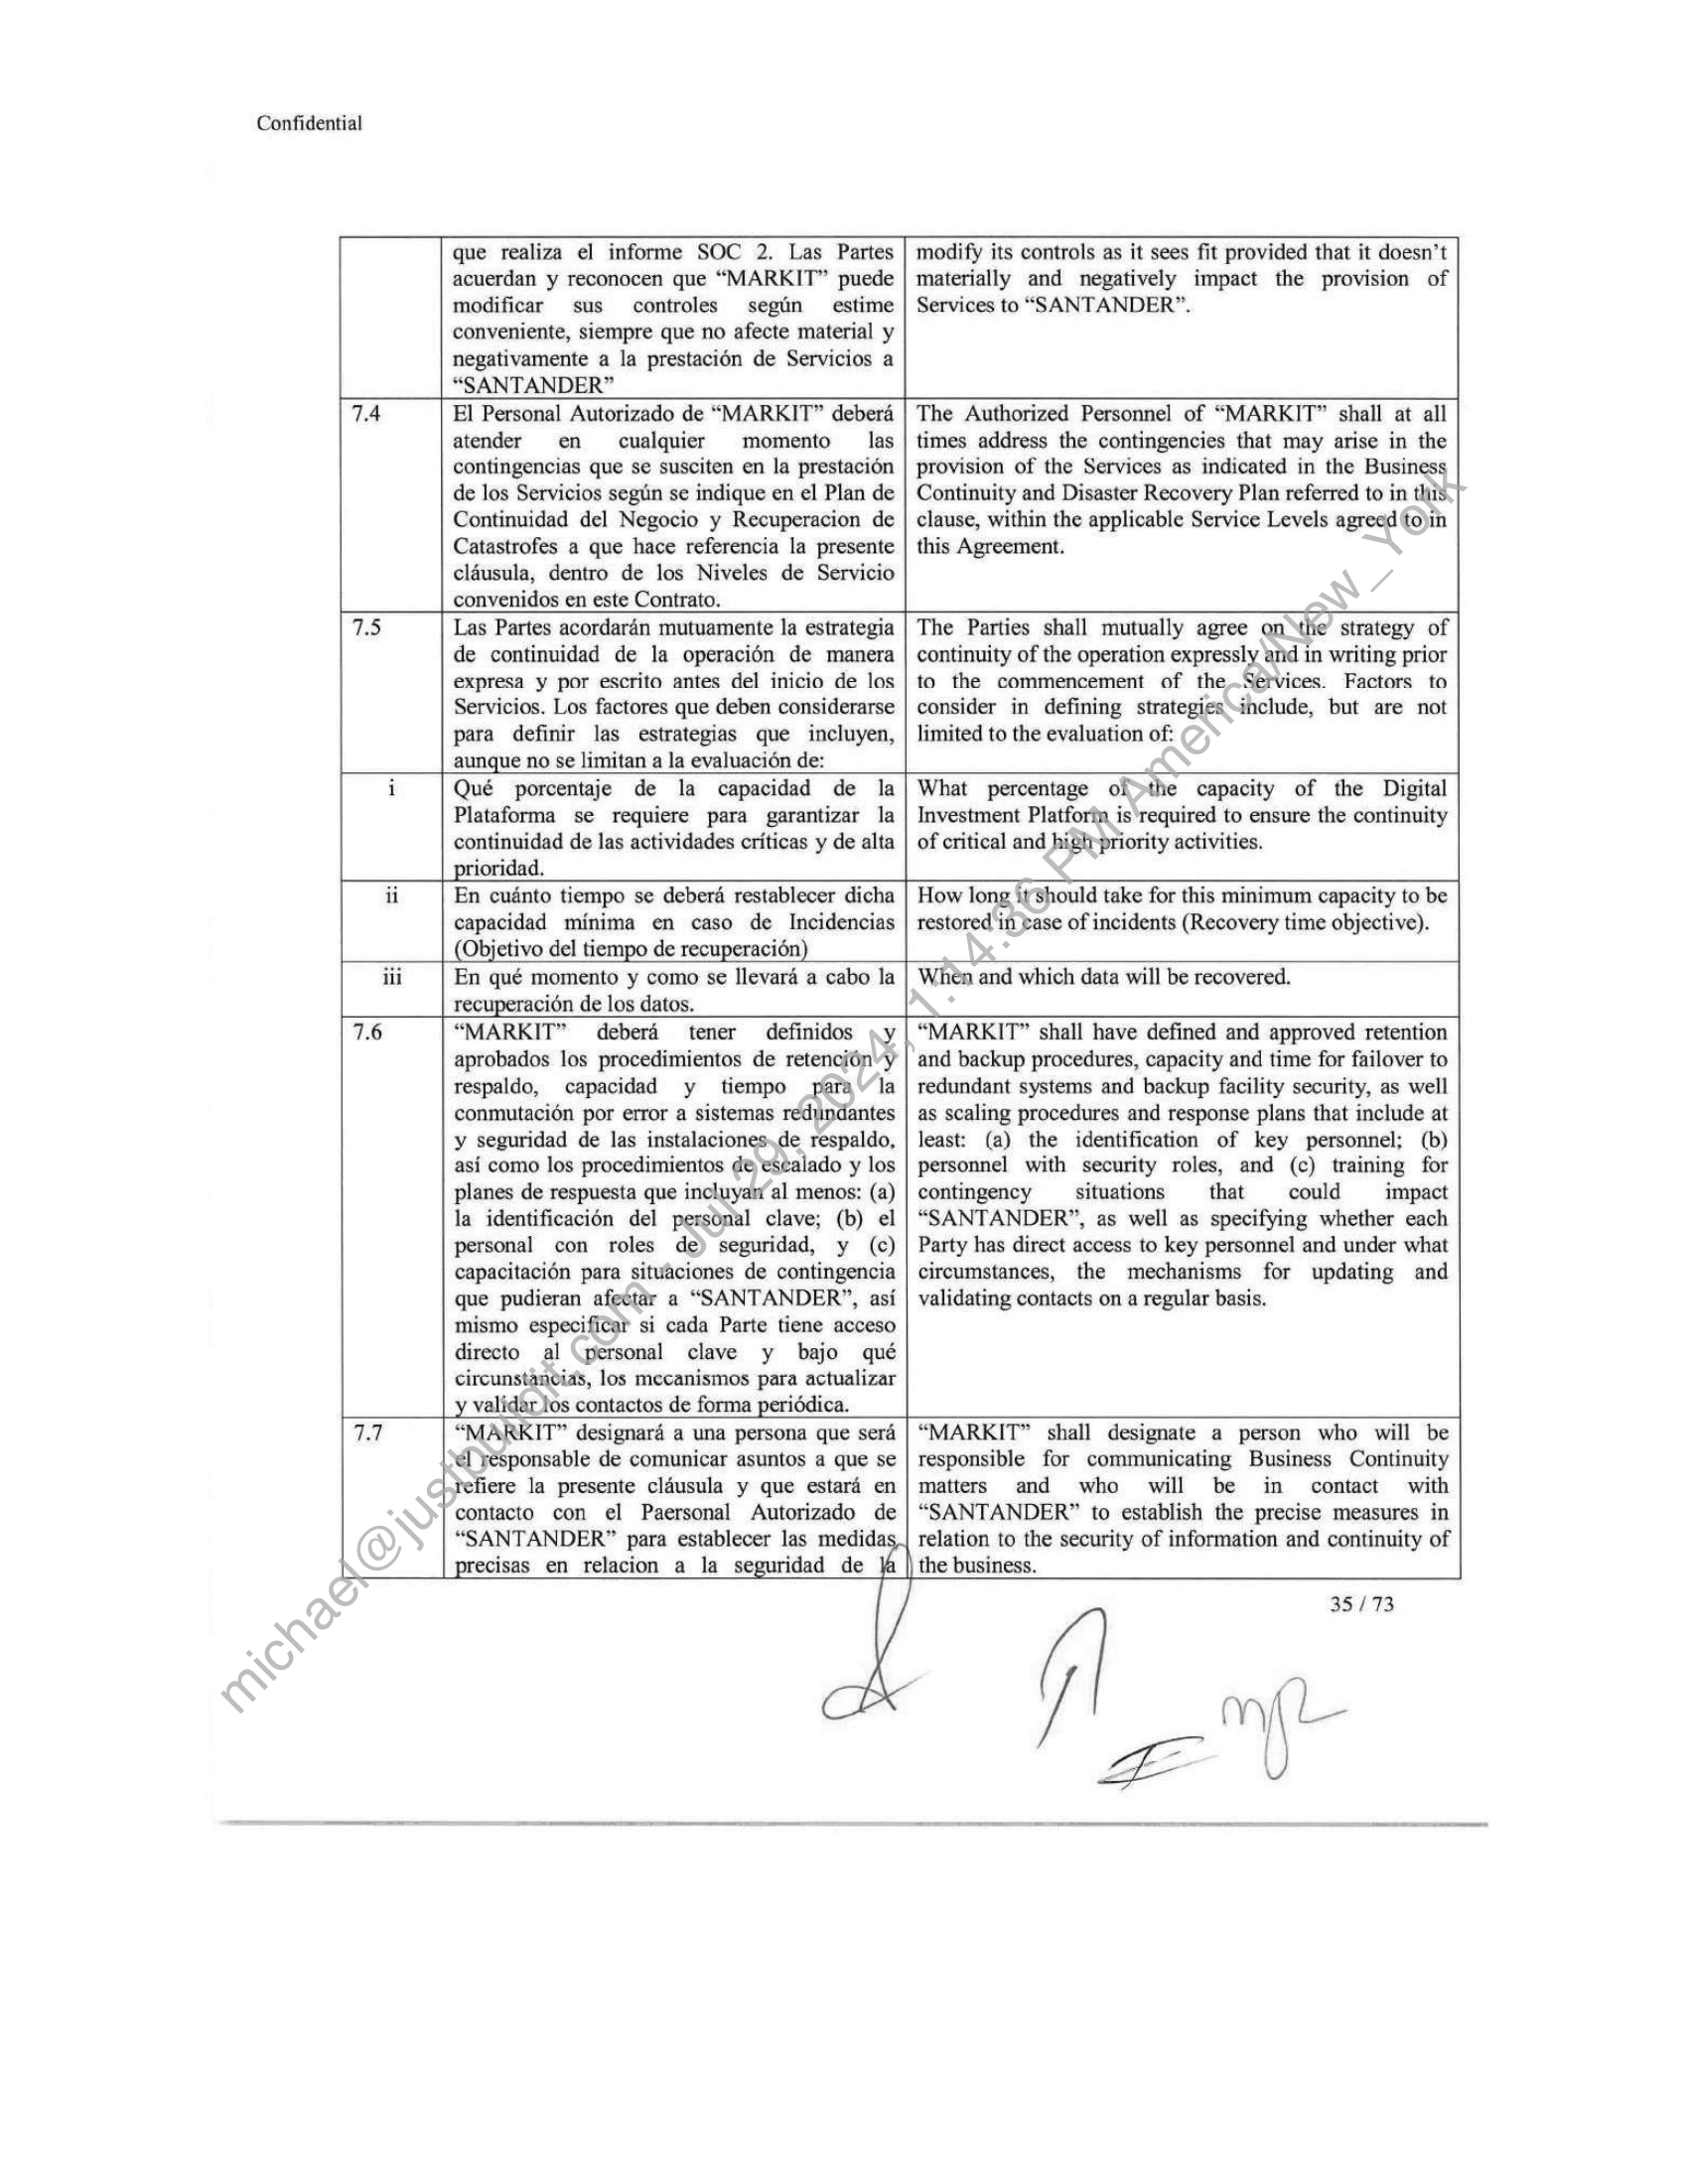 Confidential
que realiza el informe SOC 2. Las Partes
acuerdan y reconocen que “MARKIT” puede
modificar sus controles según estime
conveniente, siempre que no afecte material y
negativamente a la prestación de Servicios a
“SANTANDER”
modify its controls as it sees fit provided that it doesn’t
materially and negatively impact the provision of
Services to “SANTANDER”.
7.4
El Personal Autorizado de “MARKIT” deberá
atender en cualquier momento las
contingencias que se susciten en la prestación
de los Servicios según se indique en el Plan de
Continuidad del Negocio y Recuperacion de
Catastrofes a que hace referencia la presente
cláusula, dentro de los Niveles de Servicio
convenidos en este Contrato.
The Authorized Personnel of “MARKIT” shall at all
times address the contingencies that may arise in the
provision of the Services as indicated in the Business
Continuity and Disaster Recovery Plan referred to in this
clause, within the applicable Service Levels agreed to in
this Agreement.
7.5
Las Partes acordarán mutuamente la estrategia
de continuidad de la operación de manera
expresa y por escrito antes del inicio de los
Servicios. Los factores que deben considerarse
para definir las estrategias que incluyen,
aunque no se limitan a la evaluación de:
The Parties shall mutually agree on the strategy of
continuity of the operation expressly and in writing prior
to the commencement of the Services. Factors to
consider in defining strategies include, but are not
limited to the evaluation of:
i
Qué porcentaje de la capacidad de la
Plataforma se requiere para garantizar la
continuidad de las actividades críticas y de alta
prioridad.
What percentage of the capacity of the Digital
Investment Platform is required to ensure the continuity
of critical and high priority activities.
ii
En cuánto tiempo se deberá restablecer dicha
capacidad mínima en caso de Incidencias
(Objetivo del tiempo de recuperación)
How long it should take for this minimum capacity to be
restored in case of incidents (Recovery time objective).
iii
En qué momento y como se llevará a cabo la
recuperación de los datos.
When and which data will be recovered.
7.6
“MARKIT” deberá tener definidos y
aprobados los procedimientos de retención y
respaldo, capacidad y tiempo para la
conmutación por error a sistemas redundantes
y seguridad de las instalaciones de respaldo,
así como los procedimientos de escalado y los
planes de respuesta que incluyan al menos: (a)
la identificación del personal clave; (b) el
personal con roles de seguridad, y (c)
capacitación para situaciones de contingencia
que pudieran afectar a “SANTANDER”, así
mismo especificar si cada Parte tiene acceso
directo al personal clave y bajo qué
circunstancias, los mecanismos para actualizar
y validar los contactos de forma periódica.
“MARKIT” shall have defined and approved retention
and backup procedures, capacity and time for failover to
redundant systems and backup facility security, as well
as scaling procedures and response plans that include at
least: (a) the identification of key personnel; (b)
personnel with security roles, and (c) training for
contingency situations that could impact
“SANTANDER”, as well as specifying whether each
Party has direct access to key personnel and under what
circumstances, the mechanisms for updating and
validating contacts on a regular basis.
7.7
“MARKIT” designará a una persona que será
el responsable de comunicar asuntos a que se
refiere la presente cláusula y que estará en
contacto con el Paersonal Autorizado de
“SANTANDER” para establecer las medidas
precisas en relacion a la seguridad de la
“MARKIT” shall designate a person who will be
responsible for communicating Business Continuity
matters and who will be in contact with
“SANTANDER” to establish the precise measures in
relation to the security of information and continuity of
the business.
35 / 73
michael@justbuildit.com - Jul 29, 2024, 1:14:36 PM America/New_York